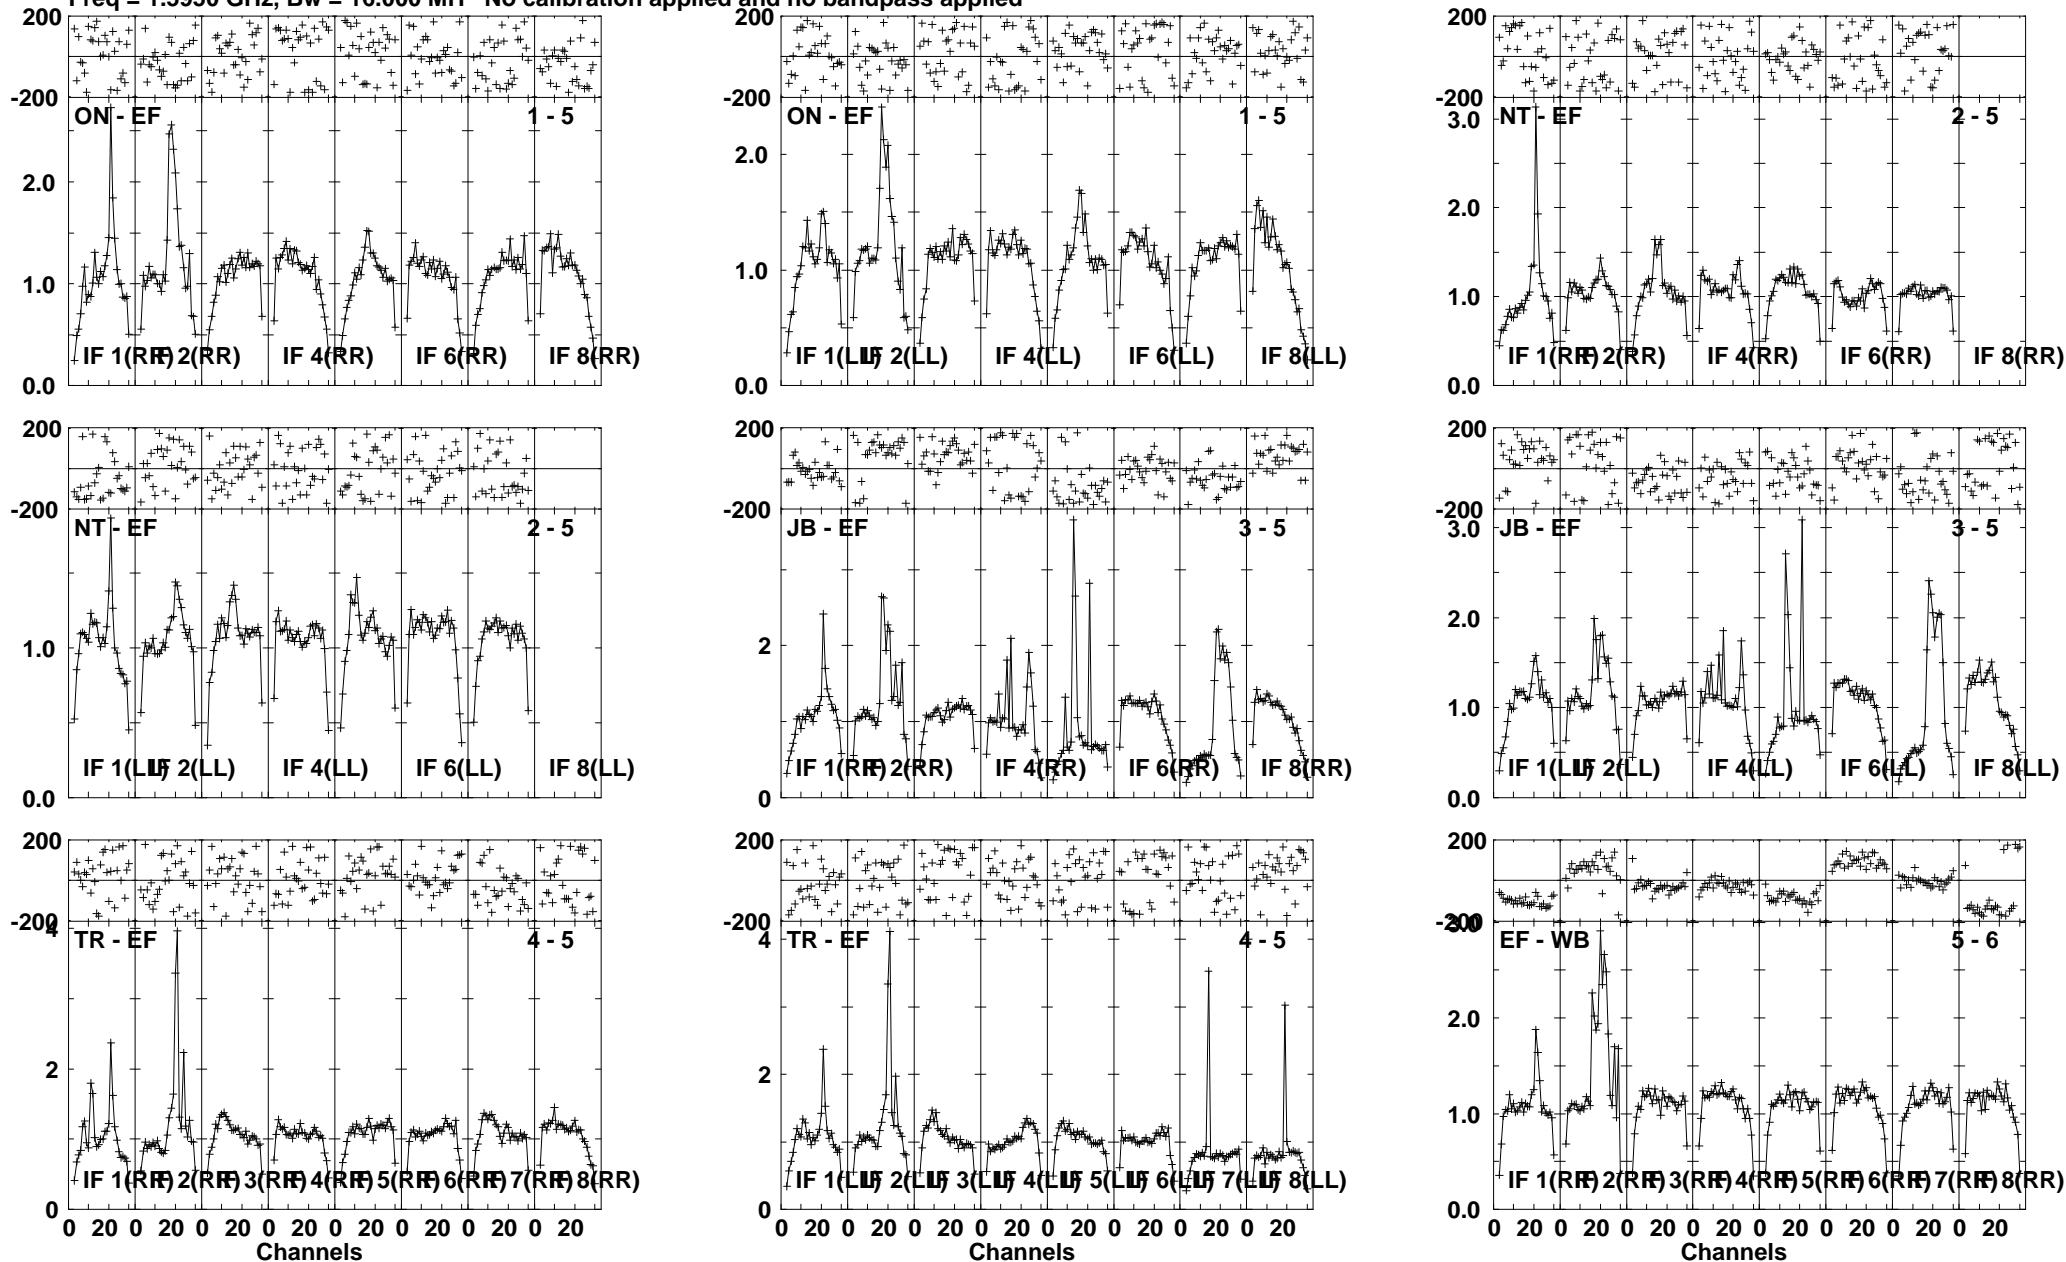 Freq = 1.5950 GHz, Bw = 16.000 MH No calibration applied and no bandpass applied
200 200 200
-200 -200 -200
ON - EF 1 - 5 ON - EF 1 - 5 NT - EF 2 - 5
3.0
2.0 2.0 2.0
1.0 1.0 1.0
IF 1(RR) IF 2(RR) IF 4(RR) IF 6(RR) IF 8(RR) IF 1(LL) IF 2(LL) IF 4(LL) IF 6(LL) IF 8(LL) IF 1(RR) IF 2(RR) IF 4(RR) IF 6(RR) IF 8(RR)
0.0 0.0 0.0
200 200 200
-200 -200 -200
NT - EF 2 - 5 JB - EF 3 - 5 JB - EF 3 - 5
3.0
2 2.0
1.0 1.0
IF 1(LL) IF 2(LL) IF 4(LL) IF 6(LL) IF 8(LL) IF 1(RR) IF 2(RR) IF 4(RR) IF 6(RR) IF 8(RR) IF 1(LL) IF 2(LL) IF 4(LL) IF 6(LL) IF 8(LL)
0.0 0 0.0
200 200 200
-200 -200 -200
4 4 3.0
TR - EF 4 - 5 TR - EF 4 - 5 EF - WB 5 - 6
2 2 2.0
1.0
IF 1(RR) IF 2(RR) IF 3(RR) IF 4(RR) IF 5(RR) IF 6(RR) IF 7(RR) IF 8(RR) IF 1(LL) IF 2(LL) IF 3(LL) IF 4(LL) IF 5(LL) IF 6(LL) IF 7(LL) IF 8(LL) IF 1(RR) IF 2(RR) IF 3(RR) IF 4(RR) IF 5(RR) IF 6(RR) IF 7(RR) IF 8(RR)
0 0 0.0
0 20 0 20 0 20 0 20 0 20 0 20 0 20 0 20 0 20 0 20 0 20 0 20 0 20 0 20 0 20 0 20 0 20 0 20 0 20 0 20 0 20 0 20 0 20 0 20
Channels Channels Channels